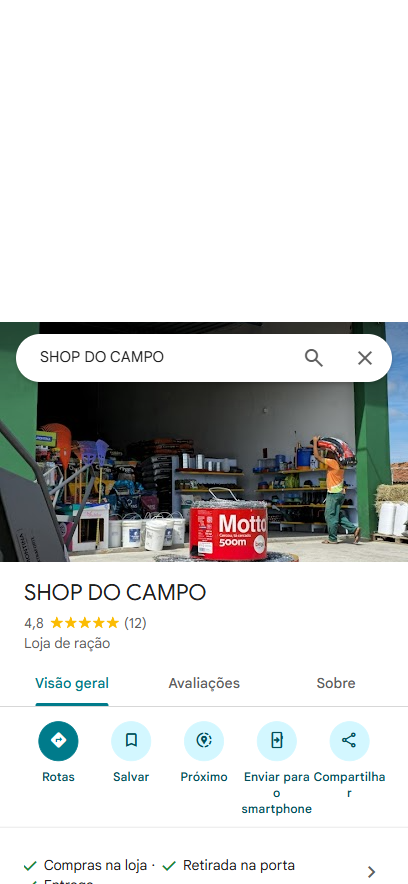 SHOP DO CAMPO
Motto
500m
SHOP DO CAMPO
4,8 (12)
Loja de ração
Visão geral
Avaliações
Sobre
Rotas
Salvar
Próximo
Enviar para o
smartphone
Compartilhar
Compras na loja · Retirada na porta
Entrega